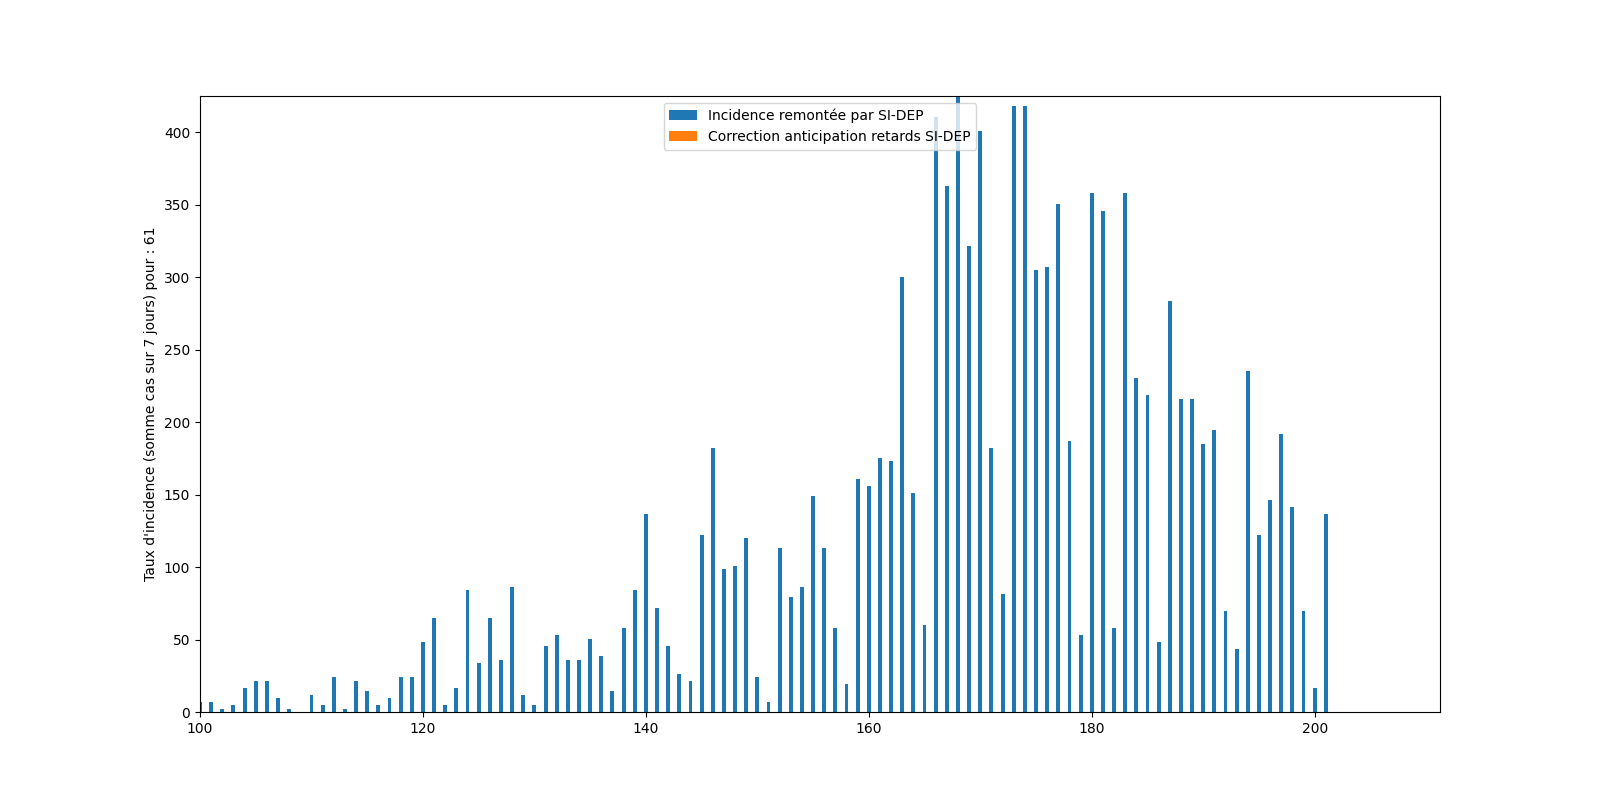 Incidence remontée par SI-DEP
Correction anticipation retards SI-DEP
Taux d'incidence (somme cas sur 7 jours) pour : 61
400
350
300
250
200
150
100
50
0
100 120 140 160 180 200